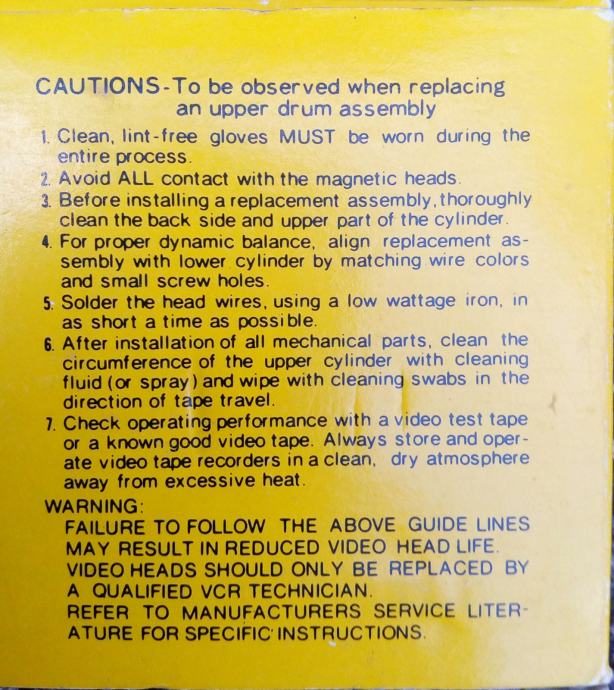 CAUTIONS-To be observed when replacing
an upper drum assembly
1. Clean, lint-free gloves MUST be worn during the
entire process.
2. Avoid ALL contact with the magnetic heads.
3. Before installing a replacement assembly, thoroughly
clean the back side and upper part of the cylinder.
4. For proper dynamic balance, align replacement as-
sembly with lower cylinder by matching wire colors
and small screw holes.
5. Solder the head wires, using a low wattage iron, in
as short a time as possible.
6. After installation of all mechanical parts, clean the
circumference of the upper cylinder with cleaning
fluid (or spray) and wipe with cleaning swabs in the
direction of tape travel.
7. Check operating performance with a video test tape
or a known good video tape. Always store and oper-
ate video tape recorders in a clean, dry atmosphere
away from excessive heat.
WARNING:
FAILURE TO FOLLOW THE ABOVE GUIDE LINES
MAY RESULT IN REDUCED VIDEO HEAD LIFE.
VIDEO HEADS SHOULD ONLY BE REPLACED BY
A QUALIFIED VCR TECHNICIAN.
REFER TO MANUFACTURERS SERVICE LITER-
ATURE FOR SPECIFIC INSTRUCTIONS.